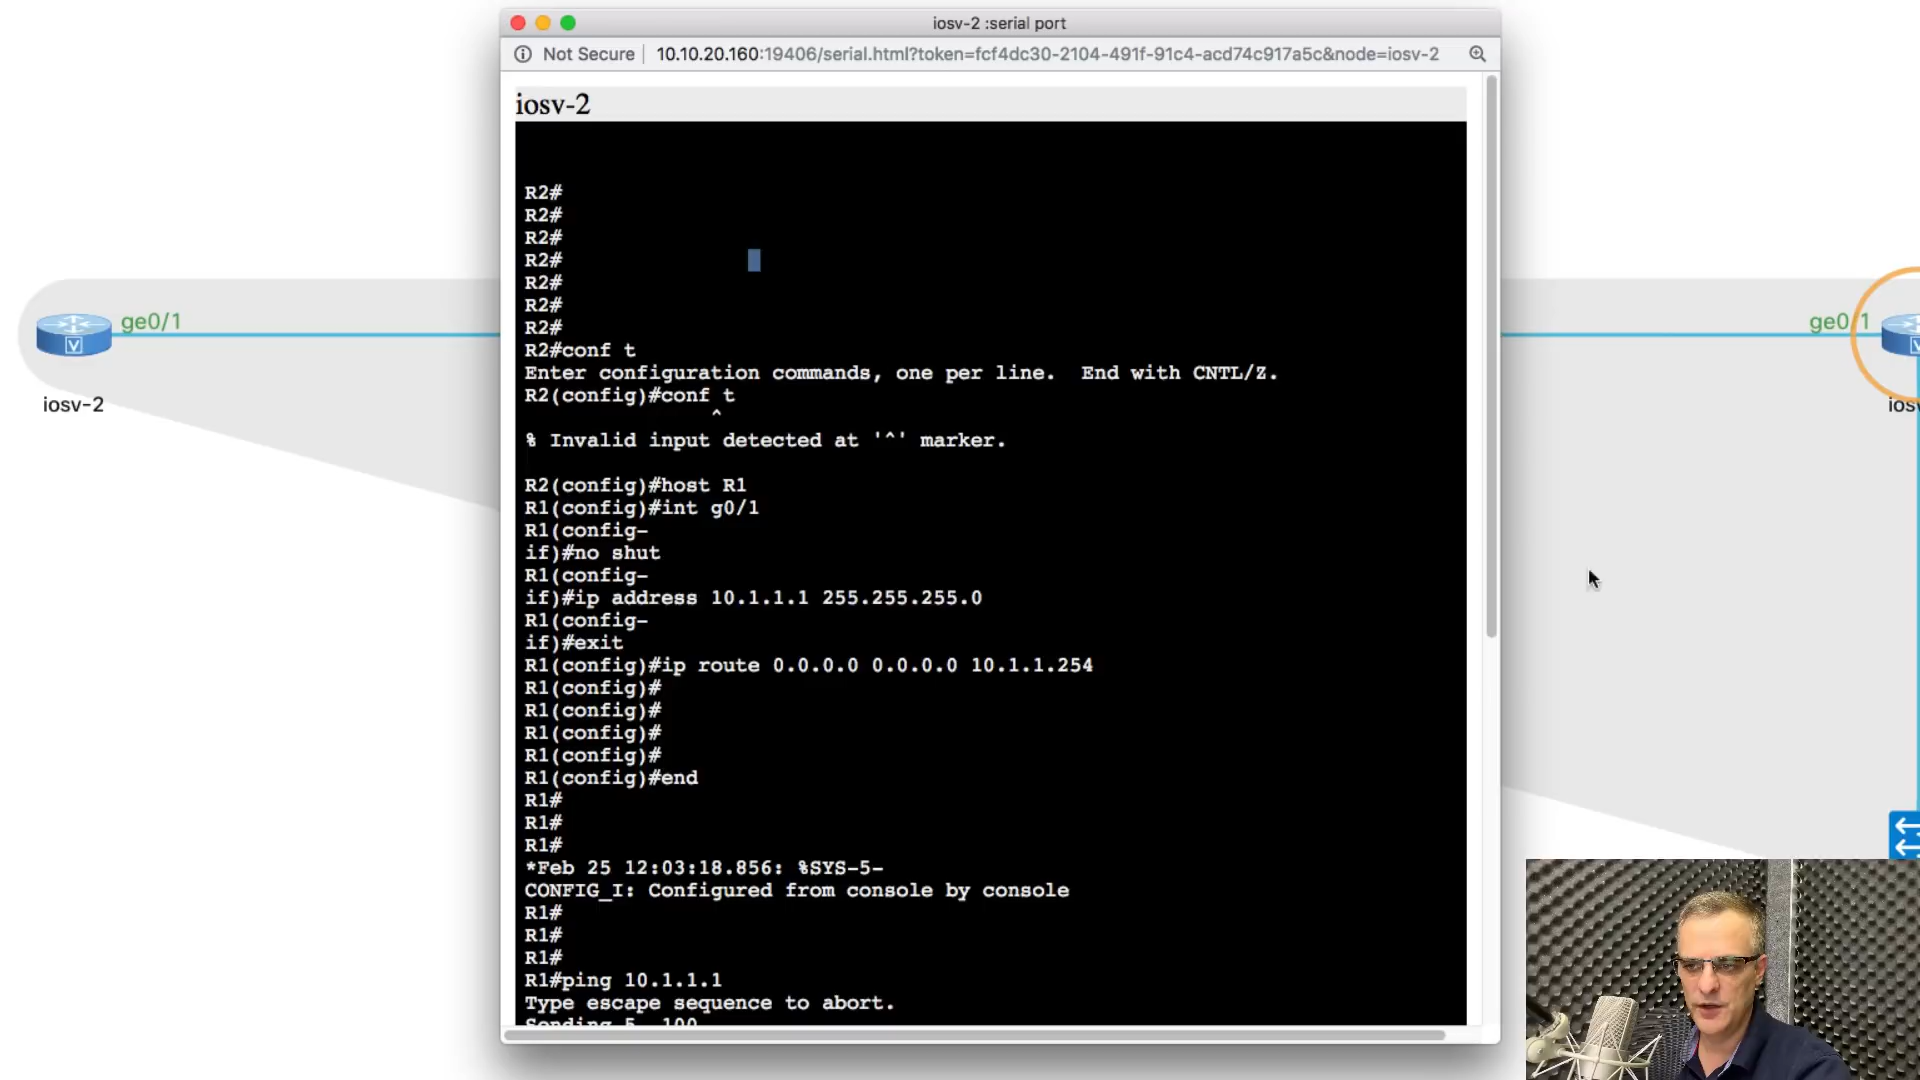 iosv-2 :serial port
Not Secure 10.10.20.160:19406/serial.html?token=fcf4dc30-2104-491f-91c4-acd74c917a5c&node=iosv-2
iosv-2
R2#
R2#
R2#
R2#
R2#
R2#
R2#
R2#conf t
Enter configuration commands, one per line.  End with CNTL/Z.
R2(config)#conf t
^
% Invalid input detected at '^' marker.
R2(config)#host R1
R1(config)#int g0/1
R1(config-
if)#no shut
R1(config-
if)#ip address 10.1.1.1 255.255.255.0
R1(config-
if)#exit
R1(config)#ip route 0.0.0.0 0.0.0.0 10.1.1.254
R1(config)#
R1(config)#
R1(config)#
R1(config)#
R1(config)#end
R1#
R1#
R1#
*Feb 25 12:03:18.856: %SYS-5-
CONFIG_I: Configured from console by console
R1#
R1#
R1#
R1#ping 10.1.1.1
Type escape sequence to abort.
Sending 5, 100
ge0/1
V
iosv-2
ge0/1
V
ios